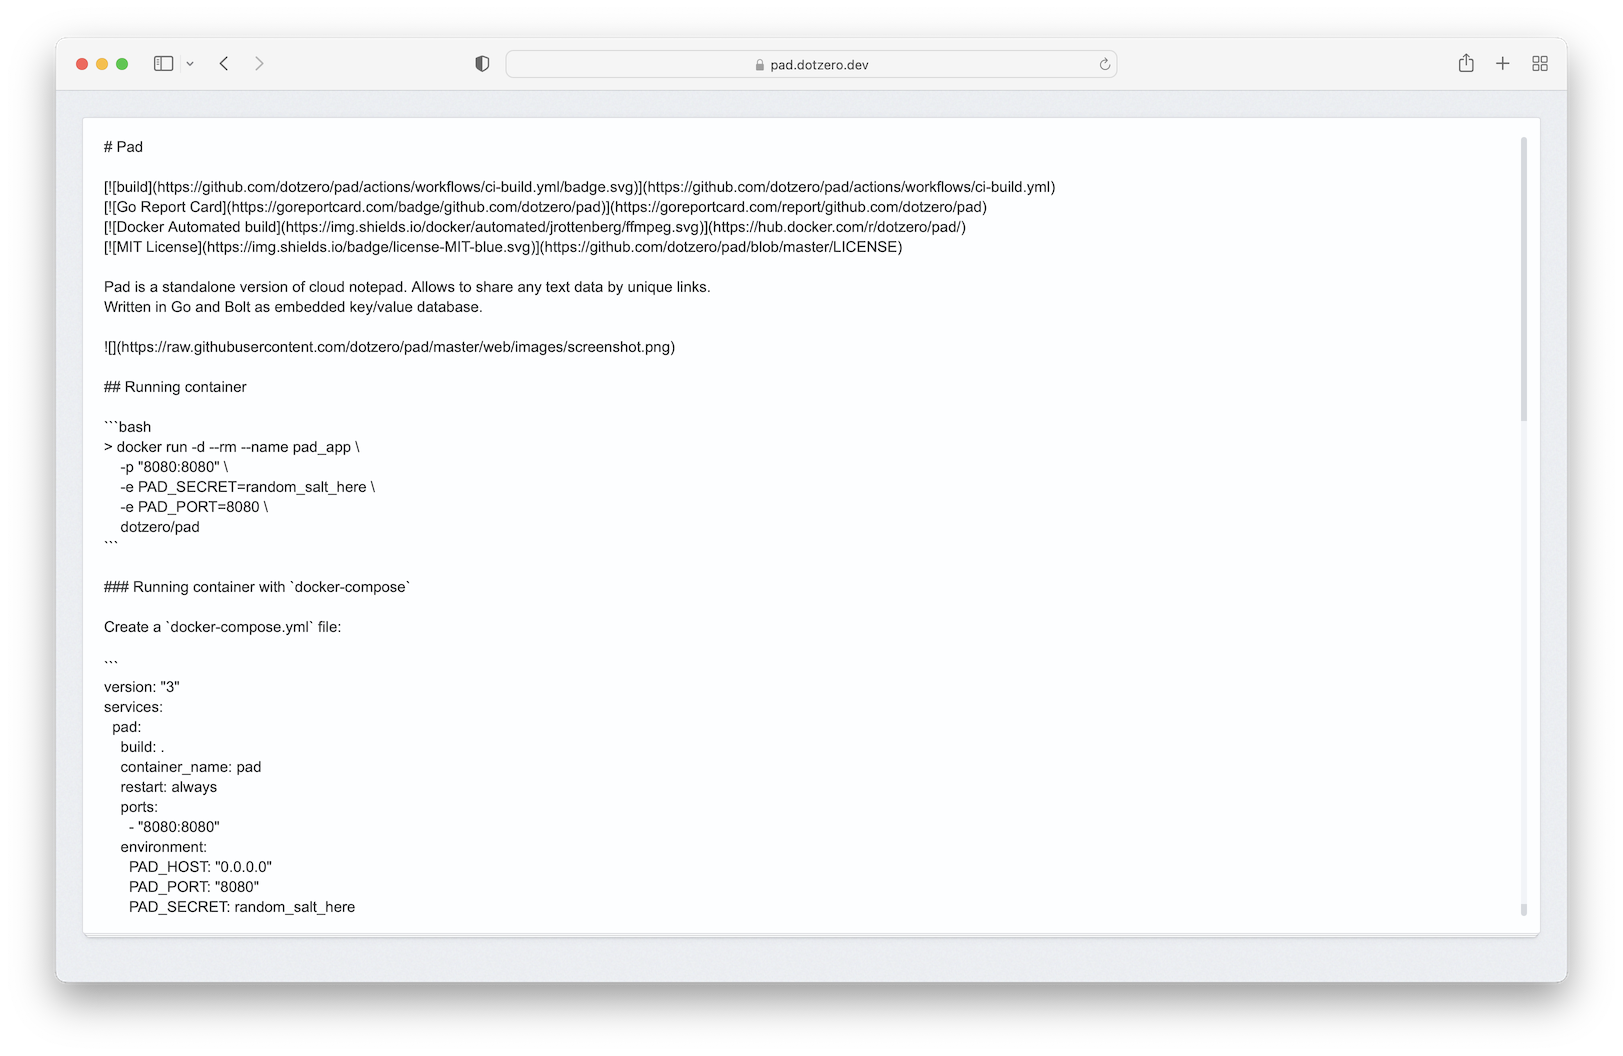 pad.dotzero.dev
# Pad
[![build](https://github.com/dotzero/pad/actions/workflows/ci-build.yml/badge.svg)](https://github.com/dotzero/pad/actions/workflows/ci-build.yml)
[![Go Report Card](https://goreportcard.com/badge/github.com/dotzero/pad)](https://goreportcard.com/report/github.com/dotzero/pad)
[![Docker Automated build](https://img.shields.io/docker/automated/jrottenberg/ffmpeg.svg)](https://hub.docker.com/r/dotzero/pad/)
[![MIT License](https://img.shields.io/badge/license-MIT-blue.svg)](https://github.com/dotzero/pad/blob/master/LICENSE)
Pad is a standalone version of cloud notepad. Allows to share any text data by unique links.
Written in Go and Bolt as embedded key/value database.
![](https://raw.githubusercontent.com/dotzero/pad/master/web/images/screenshot.png)
## Running container
```bash
> docker run -d --rm --name pad_app \
    -p "8080:8080" \
    -e PAD_SECRET=random_salt_here \
    -e PAD_PORT=8080 \
    dotzero/pad
```
### Running container with `docker-compose`
Create a `docker-compose.yml` file:
```
version: "3"
services:
  pad:
    build: .
    container_name: pad
    restart: always
    ports:
      - "8080:8080"
    environment:
      PAD_HOST: "0.0.0.0"
      PAD_PORT: "8080"
      PAD_SECRET: random_salt_here